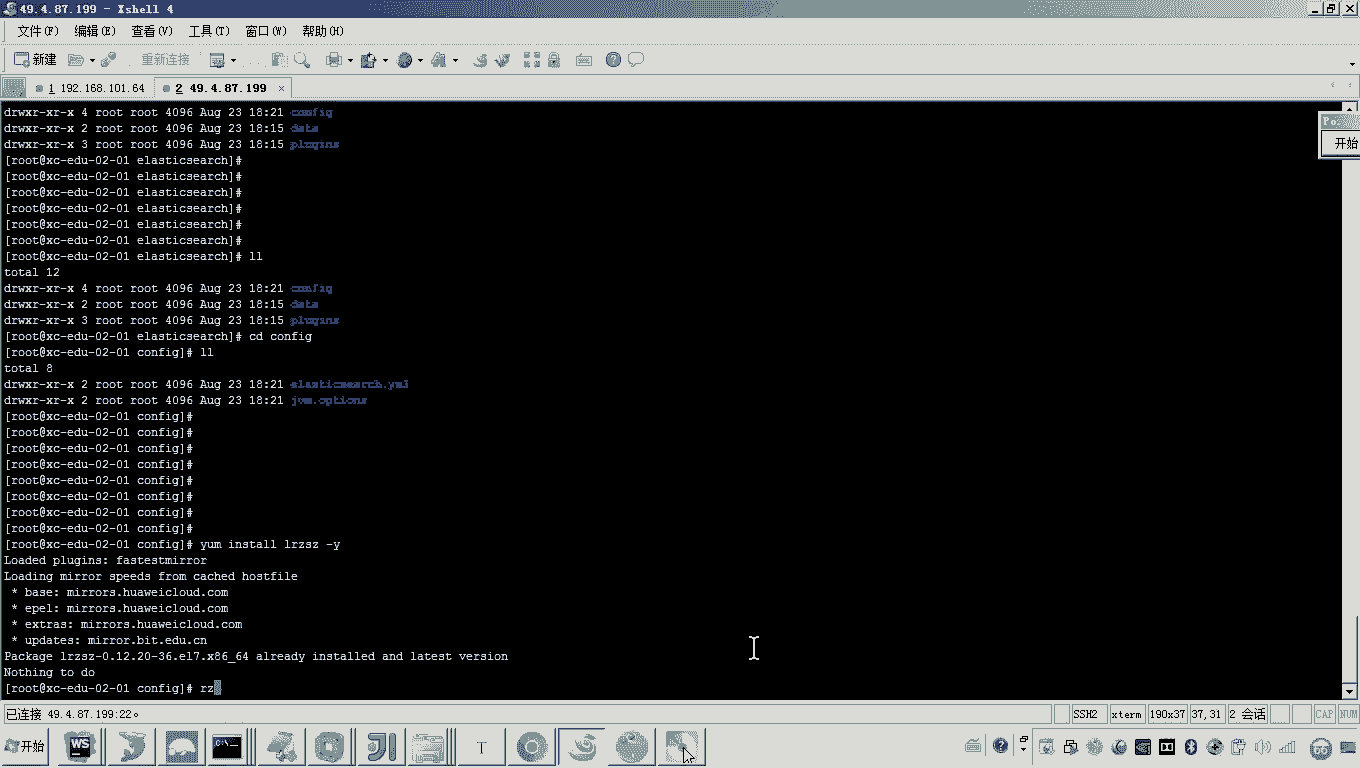 49.4.87.199 - Xshell 4
文件(F) 编辑(E) 查看(V) 工具(T) 窗口(W) 帮助(H)
新建 重新连接
1 192.168.101.64 2 49.4.87.199 ×
drwxr-xr-x 4 root root 4096 Aug 23 18:21 config
drwxr-xr-x 2 root root 4096 Aug 23 18:15 data
drwxr-xr-x 3 root root 4096 Aug 23 18:15 plugins
[root@xc-edu-02-01 elasticsearch]#
[root@xc-edu-02-01 elasticsearch]#
[root@xc-edu-02-01 elasticsearch]#
[root@xc-edu-02-01 elasticsearch]#
[root@xc-edu-02-01 elasticsearch]#
[root@xc-edu-02-01 elasticsearch]#
[root@xc-edu-02-01 elasticsearch]# ll
total 12
drwxr-xr-x 4 root root 4096 Aug 23 18:21 config
drwxr-xr-x 2 root root 4096 Aug 23 18:15 data
drwxr-xr-x 3 root root 4096 Aug 23 18:15 plugins
[root@xc-edu-02-01 elasticsearch]# cd config
[root@xc-edu-02-01 config]# ll
total 8
drwxr-xr-x 2 root root 4096 Aug 23 18:21 elasticsearch.yml
drwxr-xr-x 2 root root 4096 Aug 23 18:21 jvm.options
[root@xc-edu-02-01 config]#
[root@xc-edu-02-01 config]#
[root@xc-edu-02-01 config]#
[root@xc-edu-02-01 config]#
[root@xc-edu-02-01 config]#
[root@xc-edu-02-01 config]#
[root@xc-edu-02-01 config]#
[root@xc-edu-02-01 config]#
[root@xc-edu-02-01 config]# yum install lrzsz -y
Loaded plugins: fastestmirror
Loading mirror speeds from cached hostfile
* base: mirrors.huaweicloud.com
* epel: mirrors.huaweicloud.com
* extras: mirrors.huaweicloud.com
* updates: mirror.bit.edu.cn
Package lrzsz-0.12.20-36.el7.x86_64 already installed and latest version
Nothing to do
[root@xc-edu-02-01 config]# rz
Po
开始
已连接 49.4.87.199:22。 SSH2 xterm 190x37 37,31 2 会话 CAP NUM
开始 WS C:\ T